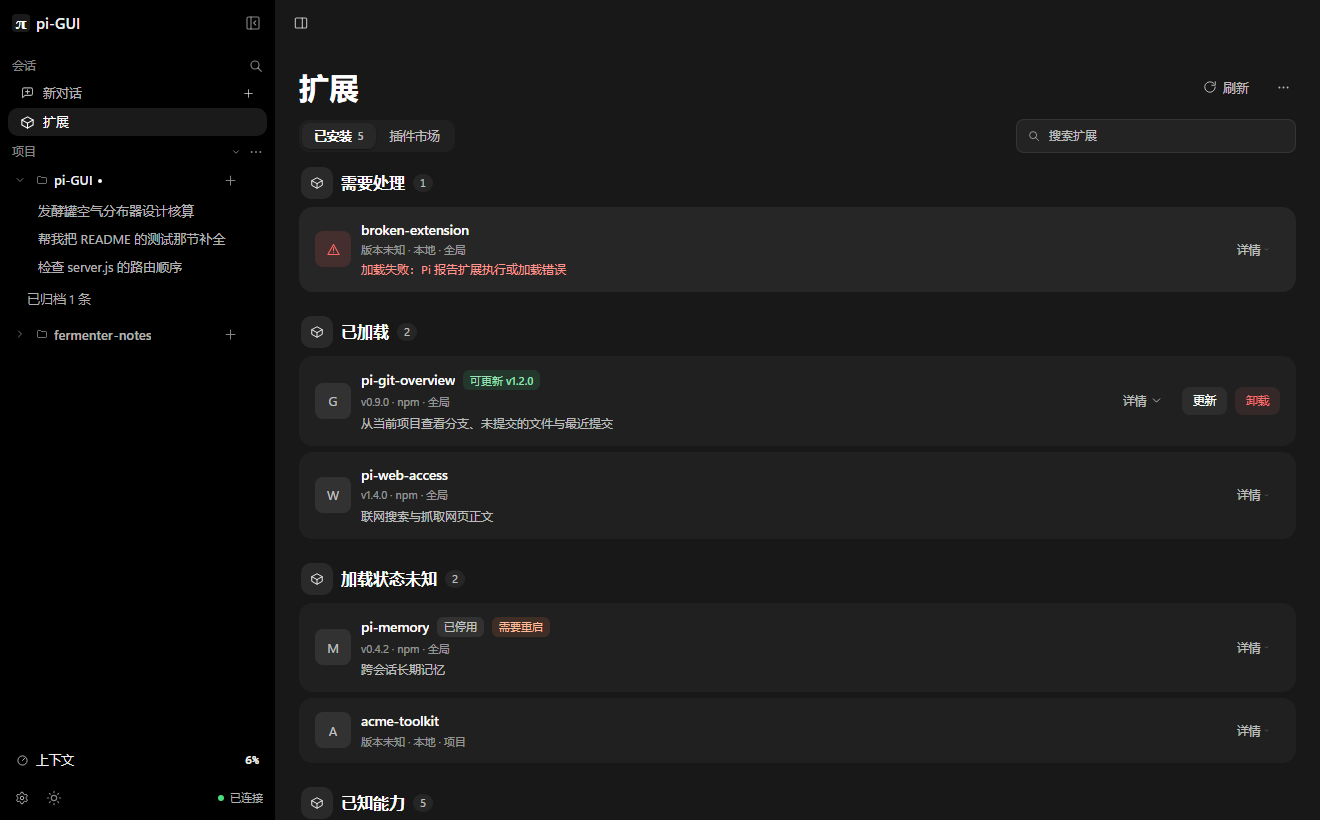 π pi-GUI
会话
新对话
扩展
项目
pi-GUI •
发酵罐空气分布器设计核算
帮我把 README 的测试那节补全
检查 server.js 的路由顺序
已归档 1 条
fermenter-notes
上下文 6%
已连接
扩展
刷新
已安装 5 插件市场
搜索扩展
需要处理 1
broken-extension
版本未知 · 本地 · 全局
加载失败：Pi 报告扩展执行或加载错误
详情
已加载 2
G
pi-git-overview 可更新 v1.2.0
v0.9.0 · npm · 全局
从当前项目查看分支、未提交的文件与最近提交
详情 更新 卸载
W
pi-web-access
v1.4.0 · npm · 全局
联网搜索与抓取网页正文
详情
加载状态未知 2
M
pi-memory 已停用 需要重启
v0.4.2 · npm · 全局
跨会话长期记忆
详情
A
acme-toolkit
版本未知 · 本地 · 项目
详情
已知能力 5